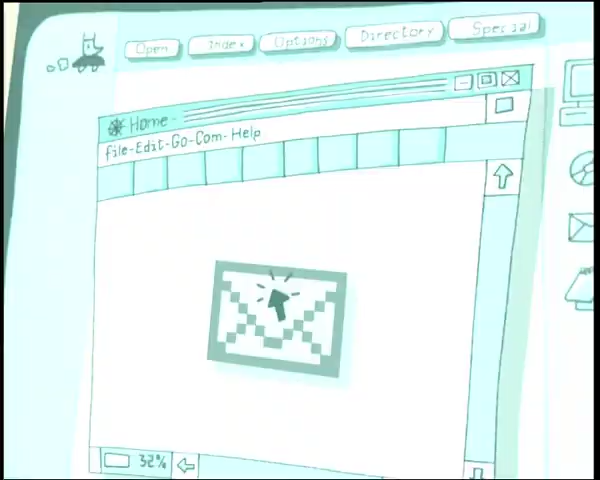 Open Index Options Directory Special
Home
file-Edit-Go-Com-Help
32%